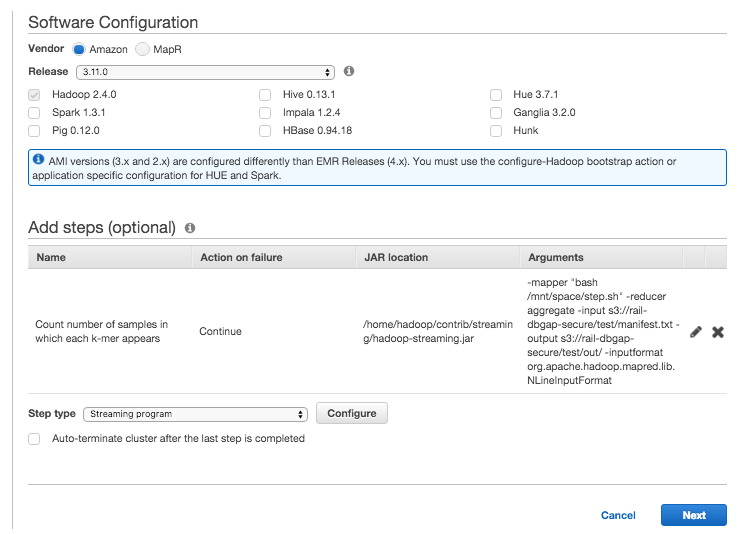 Software Configuration
Vendor Amazon MapR
Release 3.11.0
Hadoop 2.4.0 Hive 0.13.1 Hue 3.7.1
Spark 1.3.1 Impala 1.2.4 Ganglia 3.2.0
Pig 0.12.0 HBase 0.94.18 Hunk
AMI versions (3.x and 2.x) are configured differently than EMR Releases (4.x). You must use the configure-Hadoop bootstrap action or
application specific configuration for HUE and Spark.
Add steps (optional)
Name Action on failure JAR location Arguments
Count number of samples in
which each k-mer appears
Continue
/home/hadoop/contrib/streamin
g/hadoop-streaming.jar
-mapper "bash
/mnt/space/step.sh" -reducer
aggregate -input s3://rail-
dbgap-secure/test/manifest.txt -
output s3://rail-dbgap-
secure/test/out/ -inputformat
org.apache.hadoop.mapred.lib.
NLineInputFormat
Step type Streaming program Configure
Auto-terminate cluster after the last step is completed
Cancel Next